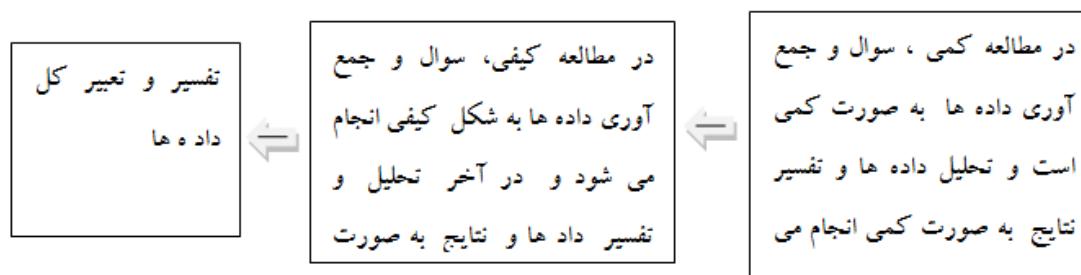 در مطالعه کمی ، سوال و جمع
آوری داده ها به صورت کمی
است و تحلیل داده ها و تفسیر
نتایج به صورت کمی انجام می
در مطالعه کیفی، سوال و جمع
آوری داده ها به شکل کیفی انجام
می شود و در آخر تحلیل و
تفسیر داد ها و نتایج به صورت
تفسیر و تعبیر کل
داد ه ها